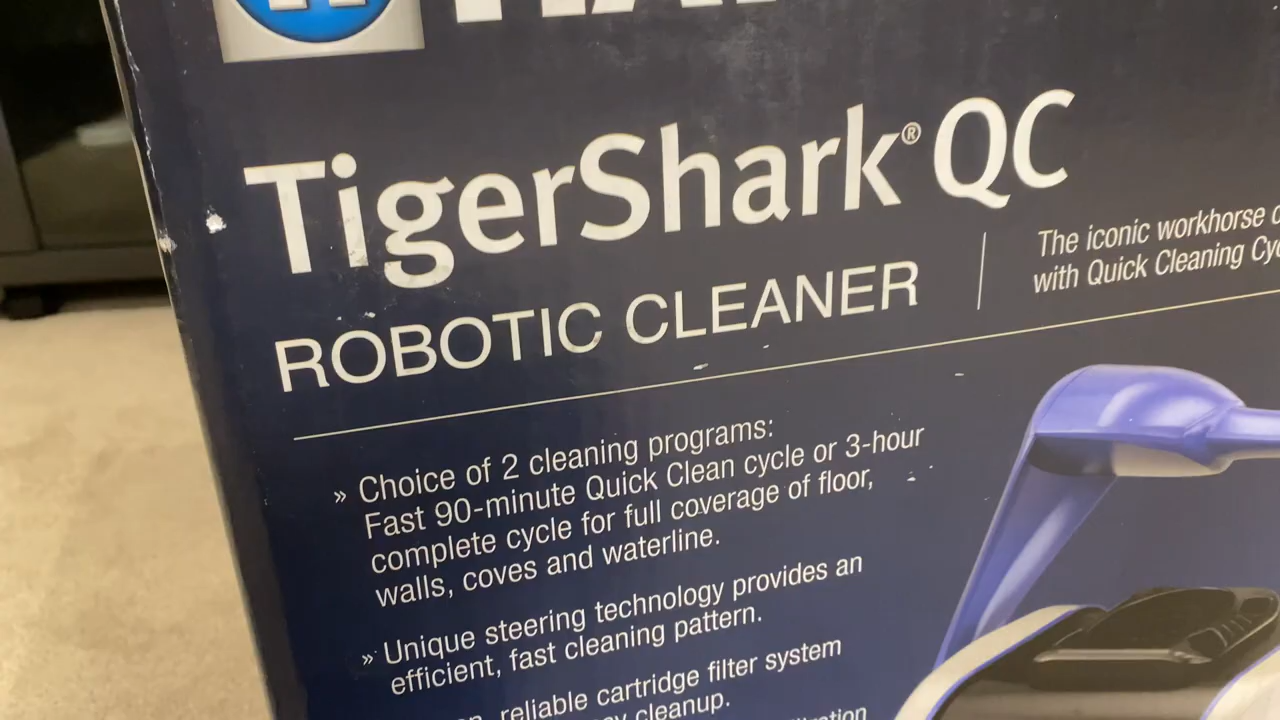 TigerShark® QC
ROBOTIC CLEANER
The iconic workhorse
with Quick Cleaning
» Choice of 2 cleaning programs:
Fast 90-minute Quick Clean cycle or 3-hour
complete cycle for full coverage of floor,
walls, coves and waterline.
» Unique steering technology provides an
efficient, fast cleaning pattern.
reliable cartridge filter system
cleanup.